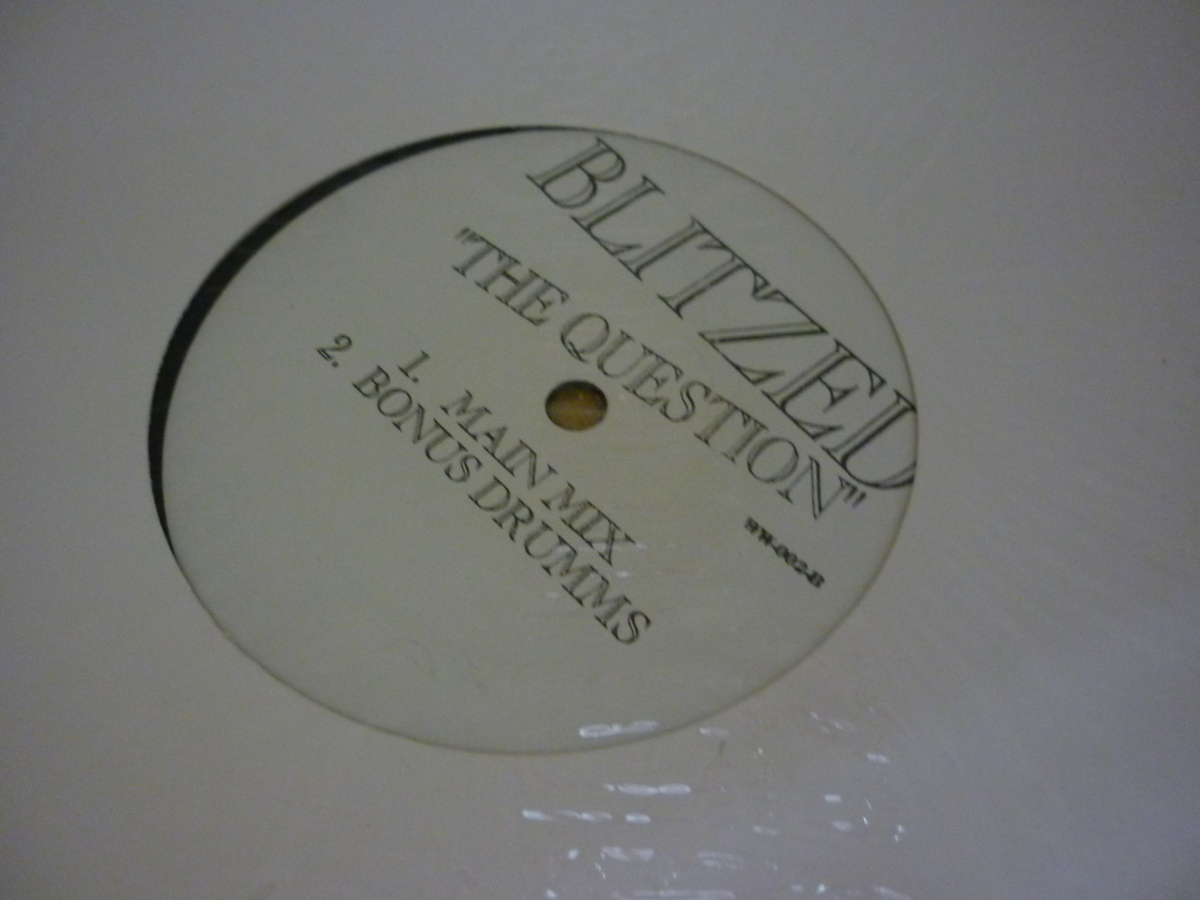 BLITZED
"THE QUESTION"
1. MAIN MIX
2. BONUS DRUMMS